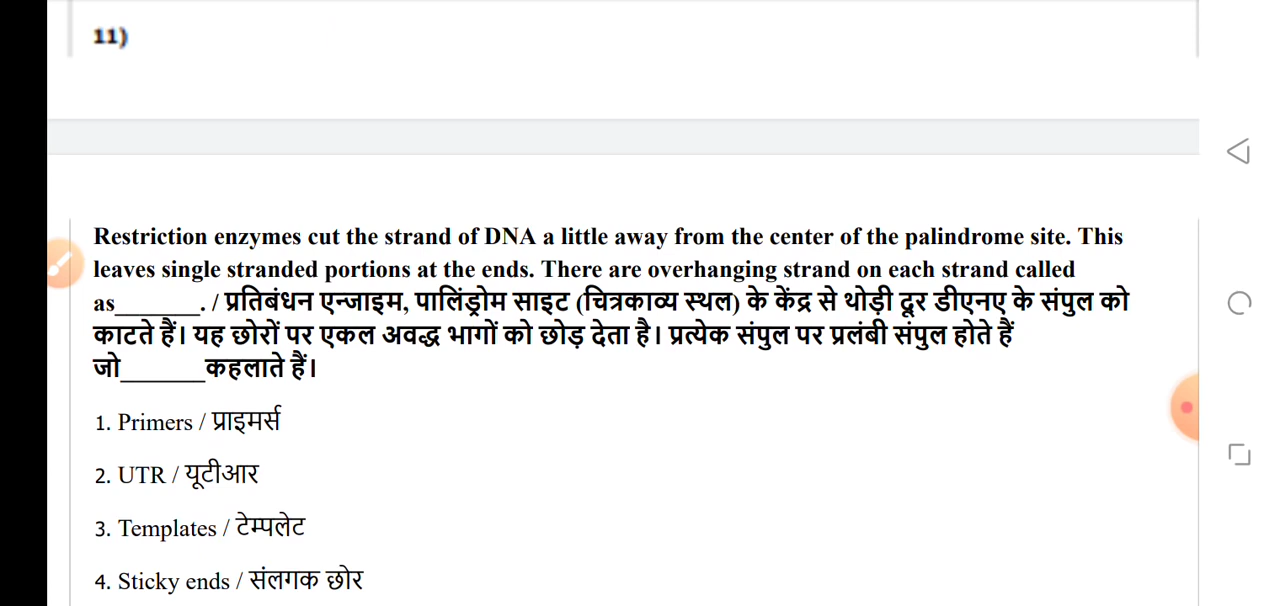 11)
Restriction enzymes cut the strand of DNA a little away from the center of the palindrome site. This
leaves single stranded portions at the ends. There are overhanging strand on each strand called
as_______. / प्रतिबंधन एन्जाइम, पालिंड्रोम साइट (चित्रकाव्य स्थल) के केंद्र से थोड़ी दूर डीएनए के संपुल को
काटते हैं। यह छोरों पर एकल अवद्ध भागों को छोड़ देता है। प्रत्येक संपुल पर प्रलंबी संपुल होते हैं
जो_______कहलाते हैं।
1. Primers / प्राइमर्स
2. UTR / यूटीआर
3. Templates / टेम्पलेट
4. Sticky ends / संलगक छोर